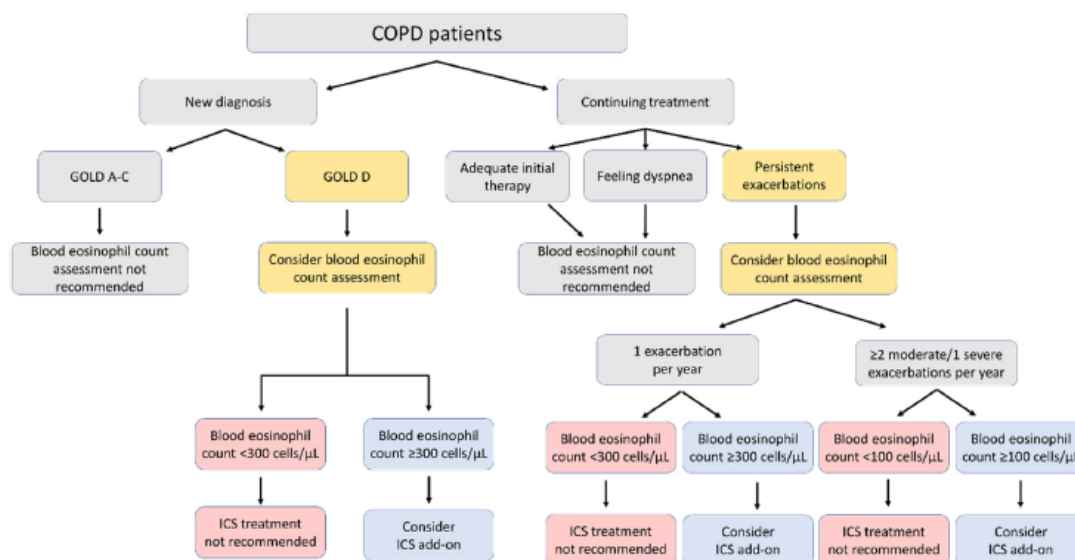 COPD patients
New diagnosis
Continuing treatment
GOLD A-C
GOLD D
Adequate initial
therapy
Feeling dyspnea
Persistent
exacerbations
Blood eosinophil count
assessment not
recommended
Consider blood eosinophil
count assessment
Blood eosinophil count
assessment not
recommended
Consider blood eosinophil
count assessment
1 exacerbation
per year
≥2 moderate/1 severe
exacerbations per year
Blood eosinophil
count <300 cells/μL
Blood eosinophil
count ≥300 cells/μL
Blood eosinophil
count <300 cells/μL
Blood eosinophil
count ≥300 cells/μL
Blood eosinophil
count <100 cells/μL
Blood eosinophil
count ≥100 cells/μL
ICS treatment
not recommended
Consider
ICS add-on
ICS treatment
not recommended
Consider
ICS add-on
ICS treatment
not recommended
Consider
ICS add-on